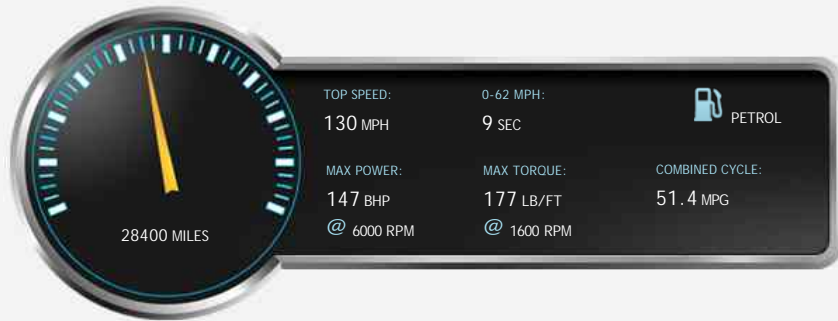 TOP SPEED:
130 MPH
0-62 MPH:
9 SEC
PETROL
MAX POWER:
147 BHP
@ 6000 RPM
MAX TORQUE:
177 LB/FT
@ 1600 RPM
COMBINED CYCLE:
51.4 MPG
28400 MILES